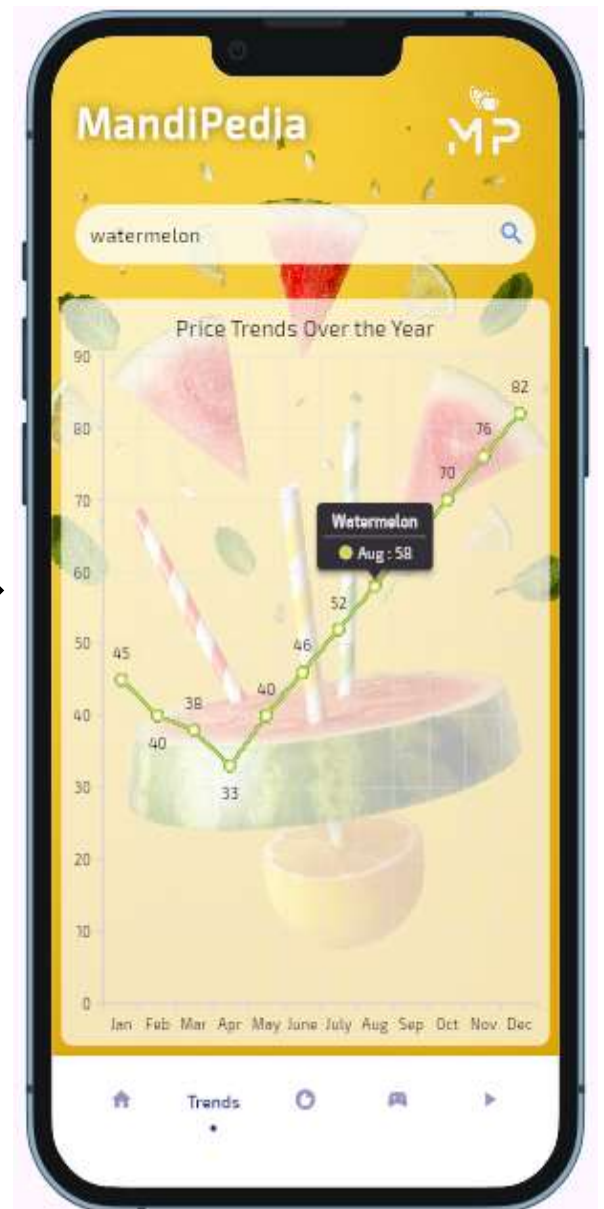 MandiPedia
MP
watermelon
Price Trends Over the Year
90
80
70
60
50
40
30
20
10
0
45
40
38
33
40
46
52
Watermelon
Aug : 58
70
76
82
Jan Feb Mar Apr May June July Aug Sep Oct Nov Dec
Trends